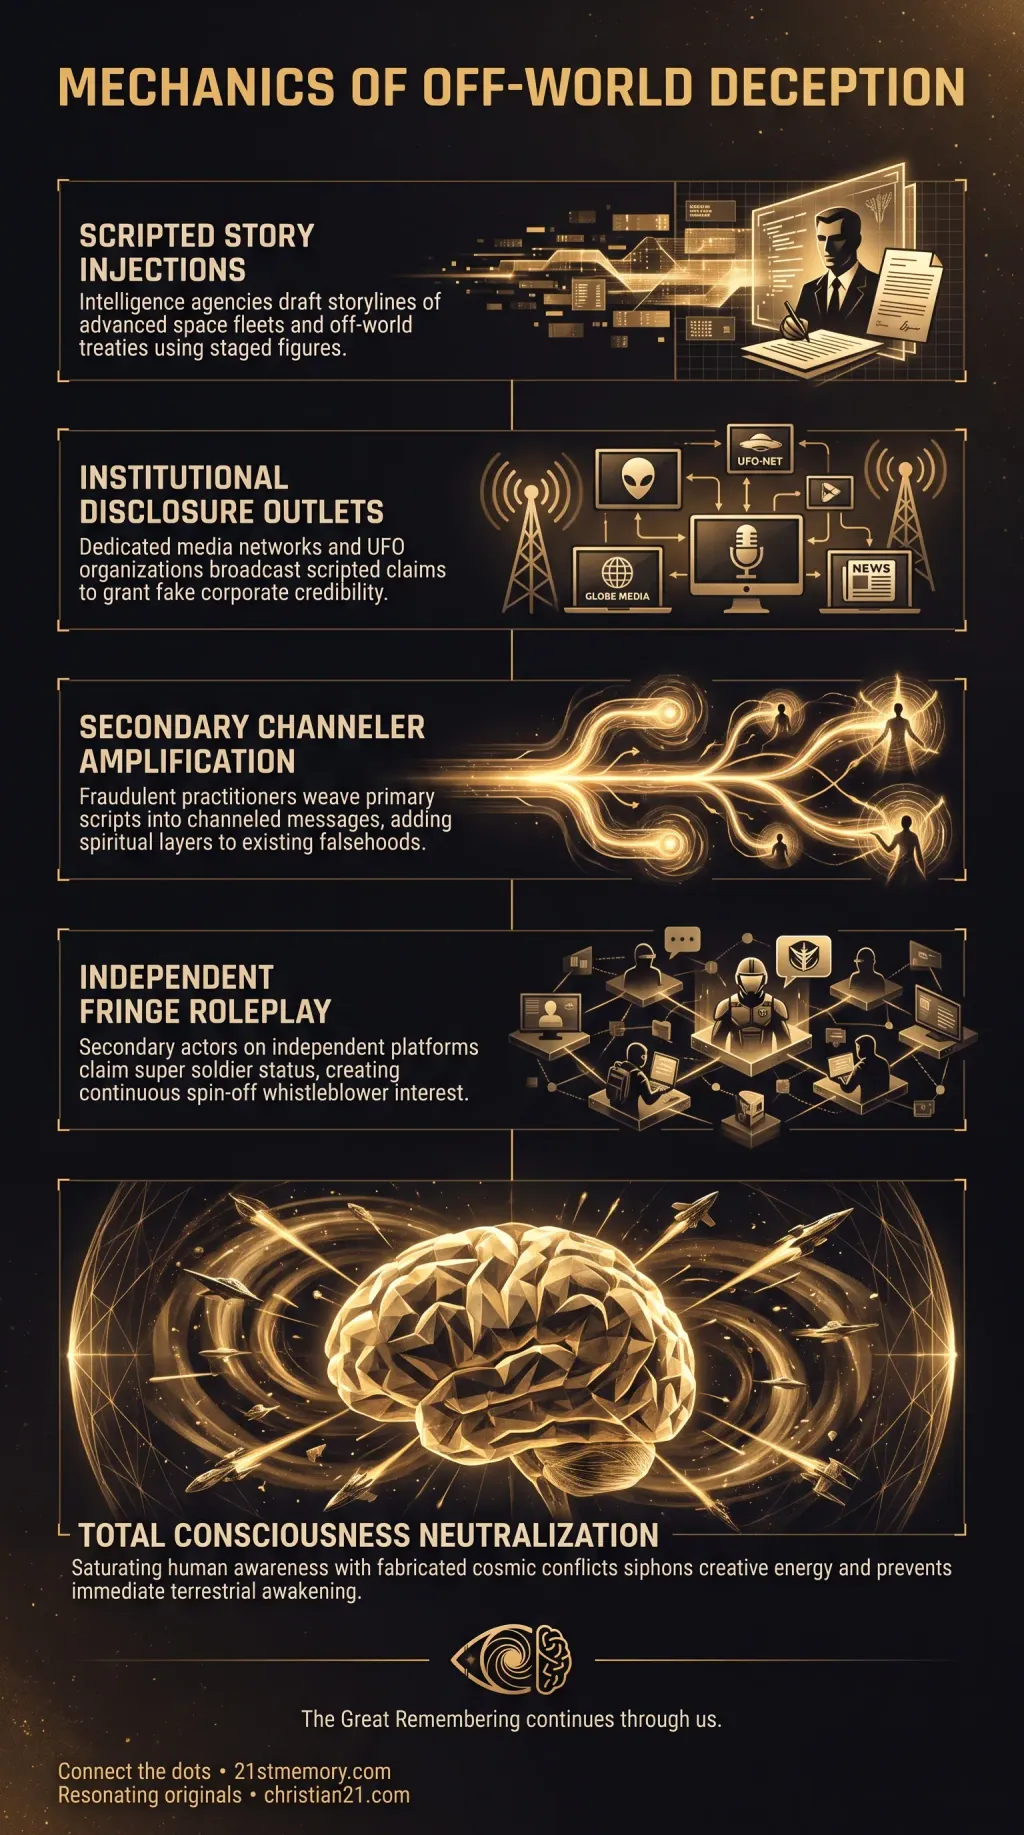 MECHANICS OF OFF-WORLD DECEPTION
SCRIPTED STORY
INJECTIONS
Intelligence agencies draft storylines of
advanced space fleets and off-world
treaties using staged figures.
INSTITUTIONAL
DISCLOSURE OUTLETS
Dedicated media networks and UFO
organizations broadcast scripted claims
to grant fake corporate credibility.
UFO-NET
GLOBE MEDIA
NEWS
SECONDARY CHANNELER
AMPLIFICATION
Fraudulent practitioners weave primary
scripts into channeled messages, adding
spiritual layers to existing falsehoods.
INDEPENDENT
FRINGE ROLEPLAY
Secondary actors on independent platforms
claim super soldier status, creating
continuous spin-off whistleblower interest.
TOTAL CONSCIOUSNESS NEUTRALIZATION
Saturating human awareness with fabricated cosmic conflicts siphons creative energy and prevents
immediate terrestrial awakening.
The Great Remembering continues through us.
Connect the dots • 21stmemory.com
Resonating originals • christian21.com